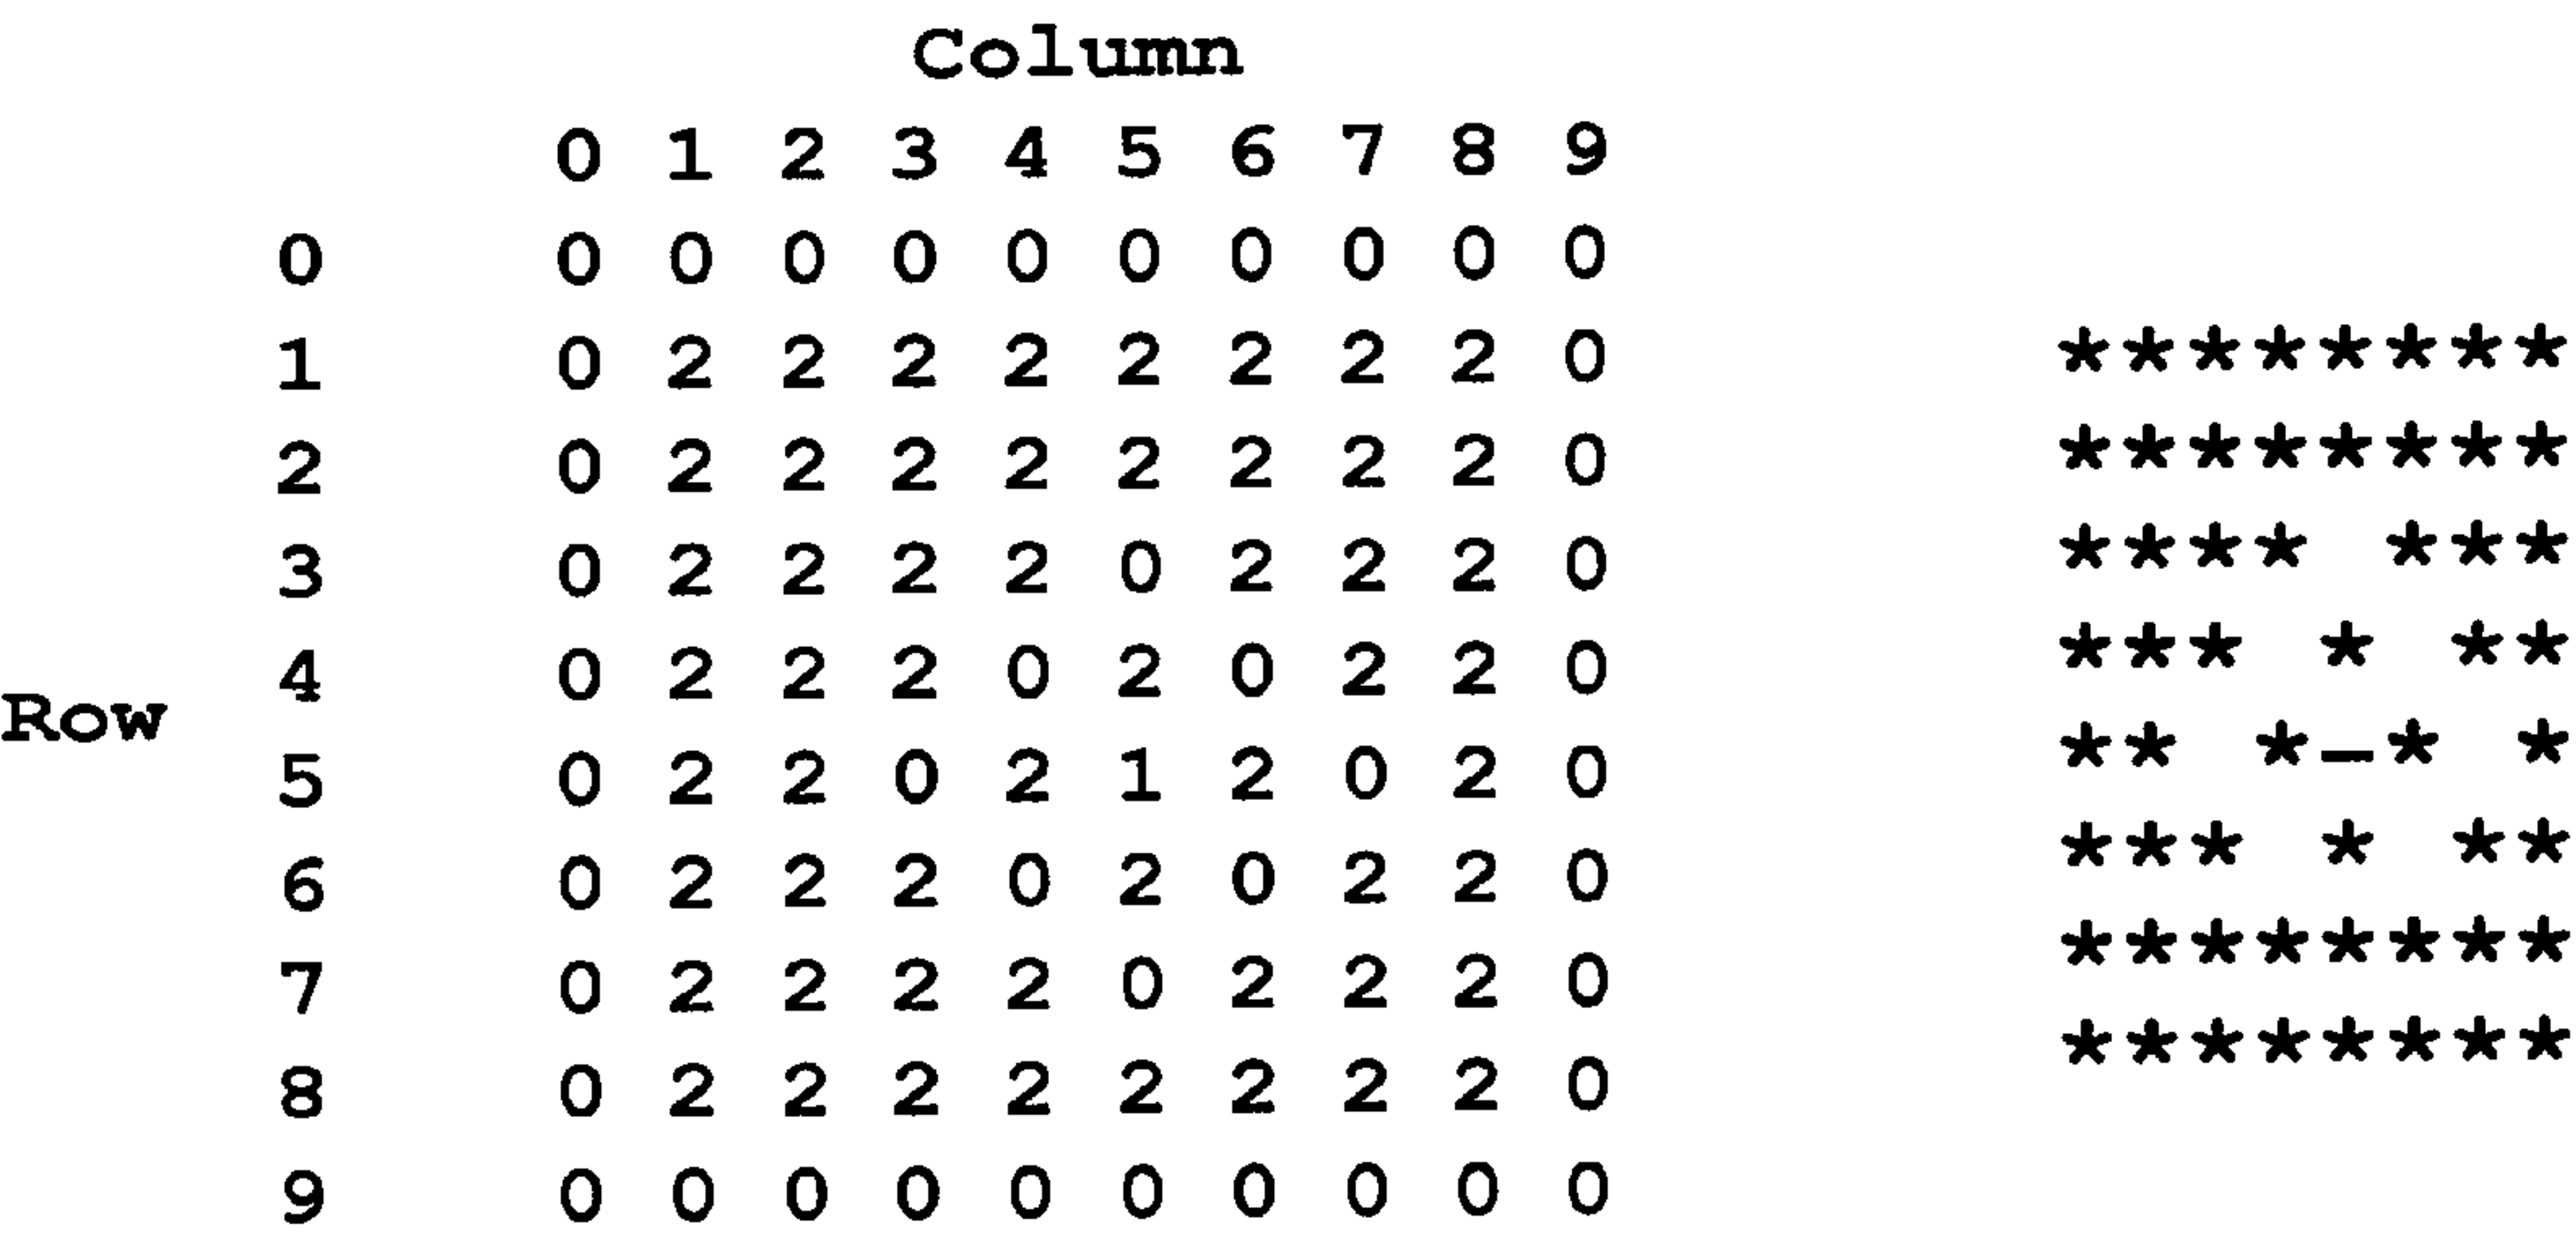 Column
0 1 2 3 4 5 6 7 8 9
0 0 0 0 0 0 0 0 0 0 0
1 0 2 2 2 2 2 2 2 2 0 ********
2 0 2 2 2 2 2 2 2 2 0 ********
3 0 2 2 2 2 0 2 2 2 0 **** ***
4 0 2 2 2 0 2 0 2 2 0 *** * **
Row
5 0 2 2 0 2 1 2 0 2 0 ** *-* *
6 0 2 2 2 0 2 0 2 2 0 *** * **
7 0 2 2 2 2 0 2 2 2 0 ********
8 0 2 2 2 2 2 2 2 2 0 ********
9 0 0 0 0 0 0 0 0 0 0